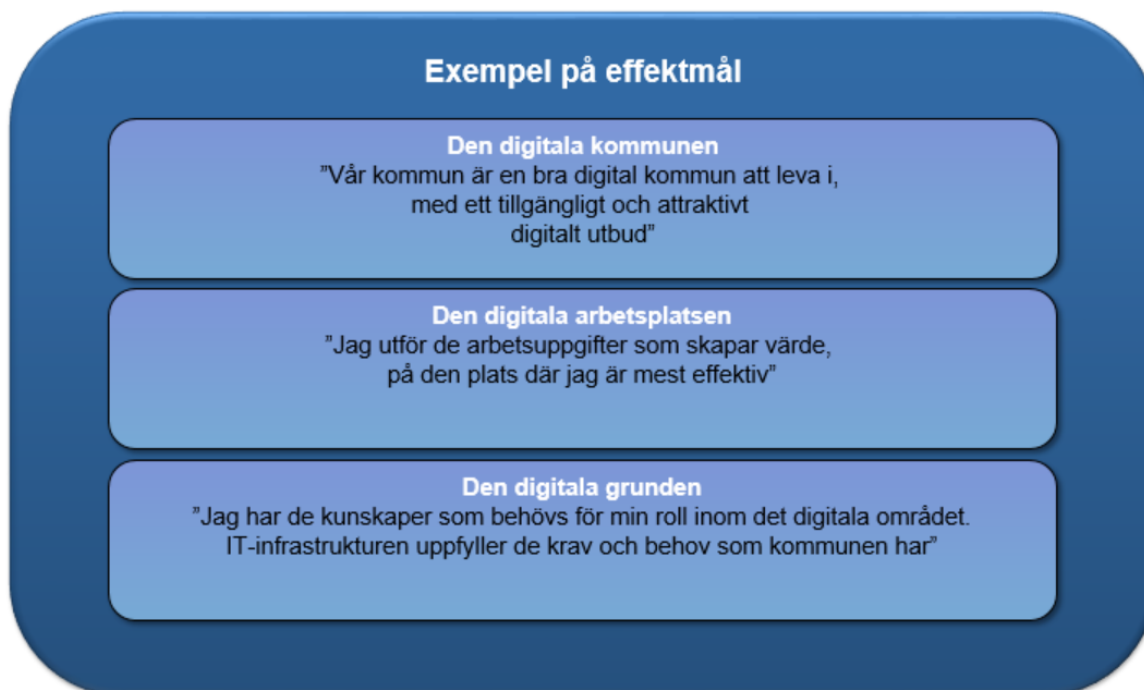 Exempel på effektmål
Den digitala kommunen
”Vår kommun är en bra digital kommun att leva i,
med ett tillgängligt och attraktivt
digitalt utbud”
Den digitala arbetsplatsen
”Jag utför de arbetsuppgifter som skapar värde,
på den plats där jag är mest effektiv”
Den digitala grunden
”Jag har de kunskaper som behövs för min roll inom det digitala området.
IT-infrastrukturen uppfyller de krav och behov som kommunen har”